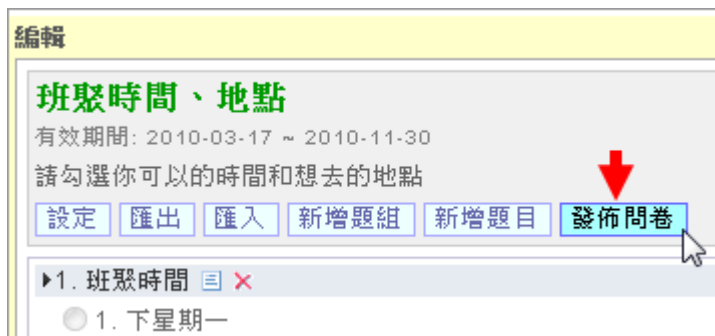 編輯
班聚時間、地點
有效期間: 2010-03-17 ~ 2010-11-30
請勾選你可以的時間和想去的地點
設定 匯出 匯入 新增題組 新增題目 發佈問卷
1. 班聚時間
1. 下星期一